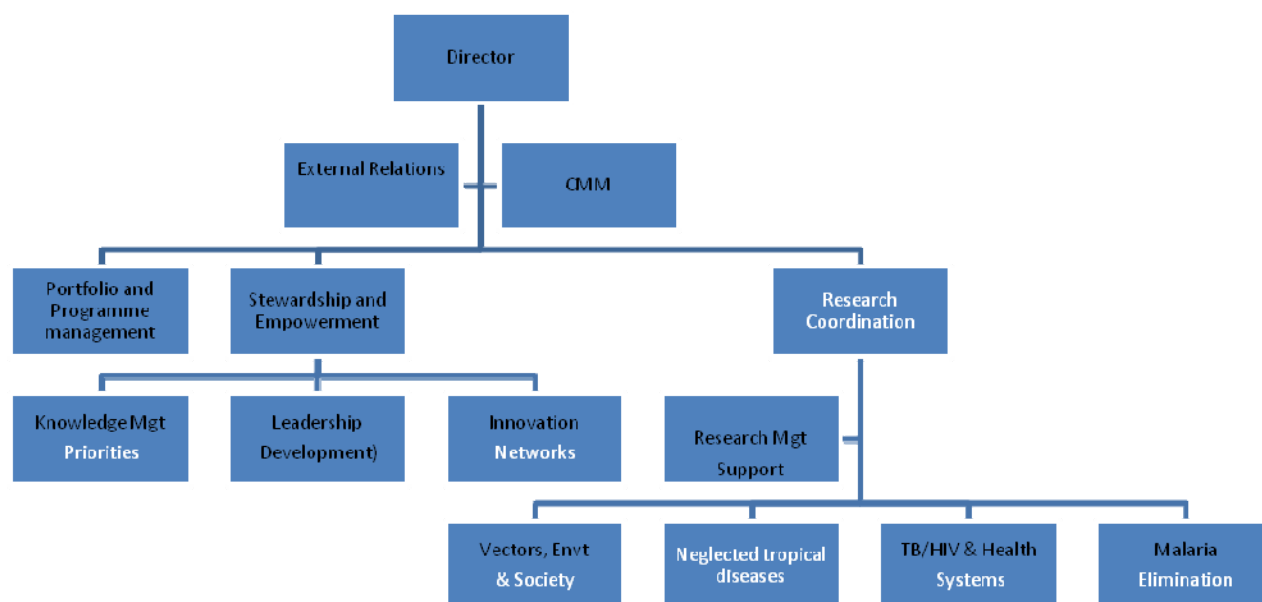 Director
External Relations
CMM
Portfolio and
Programme
management
Stewardship and
Empowerment
Research
Coordination
Knowledge Mgt
Priorities
Leadership
Development)
Innovation
Networks
Research Mgt
Support
Vectors, Envt
& Society
Neglected tropical
diseases
TB/HIV & Health
Systems
Malaria
Elimination